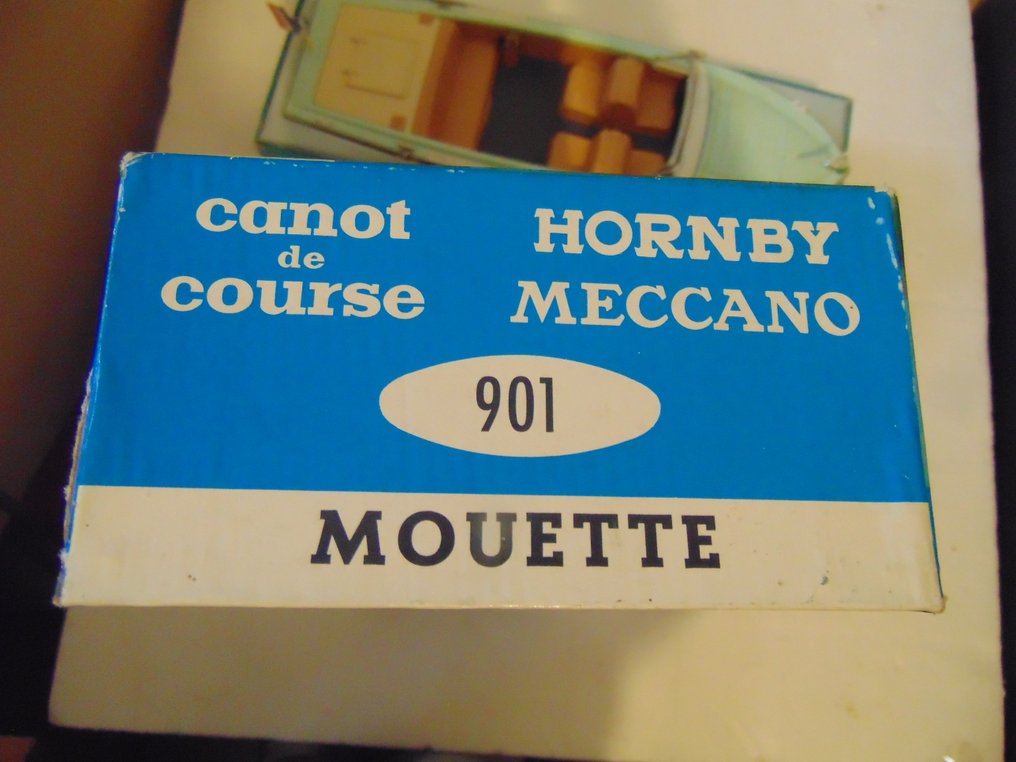 canot
de
course
HORNBY
MECCANO
901
MOUETTE